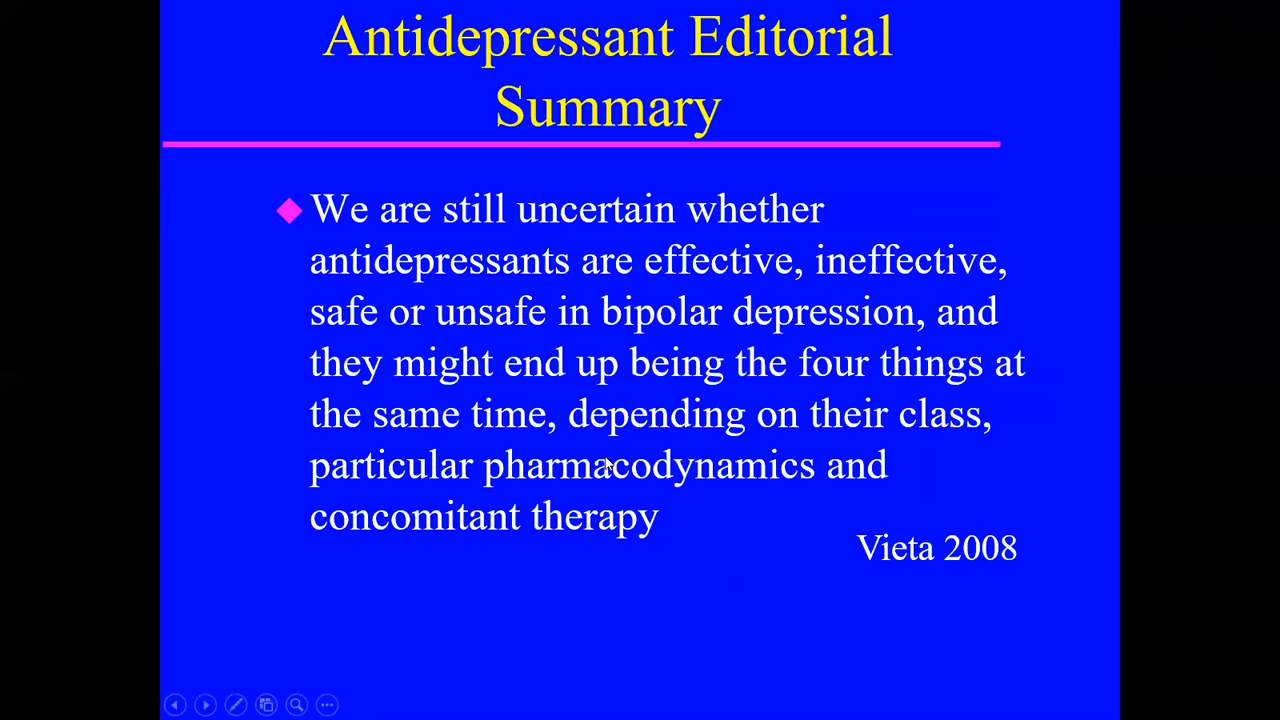 Antidepressant Editorial
Summary
We are still uncertain whether
antidepressants are effective, ineffective,
safe or unsafe in bipolar depression, and
they might end up being the four things at
the same time, depending on their class,
particular pharmacodynamics and
concomitant therapy
Vieta 2008